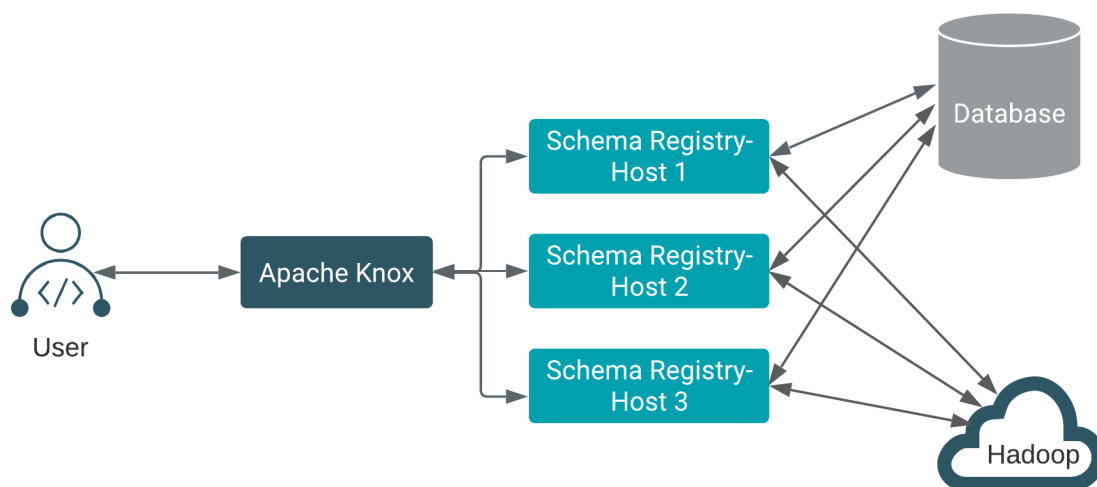 Database
Schema Registry-
Host 1
Schema Registry-
Host 2
Schema Registry-
Host 3
Apache Knox
</>
User
Hadoop